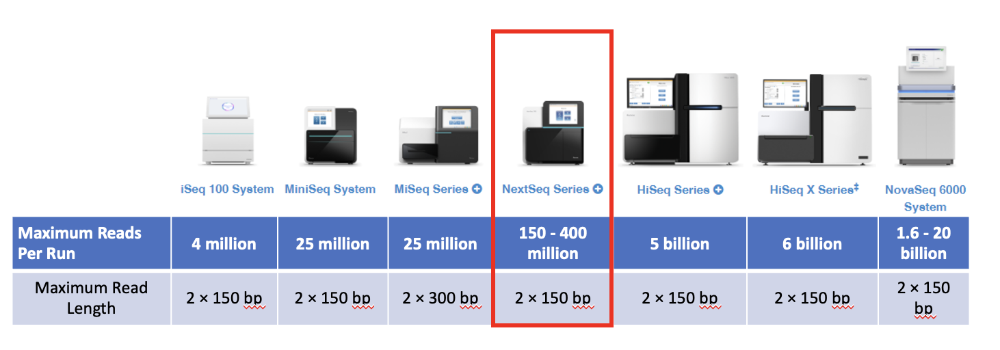 iSeq 100 System
MiniSeq System
MiSeq Series
NextSeq Series
HiSeq Series
HiSeq X Series‡
NovaSeq 6000
System
Maximum Reads
Per Run
4 million
25 million
25 million
150 - 400
million
5 billion
6 billion
1.6 - 20
billion
Maximum Read
Length
2 × 150 bp
2 × 150 bp
2 × 300 bp
2 × 150 bp
2 × 150 bp
2 × 150 bp
2 × 150
bp